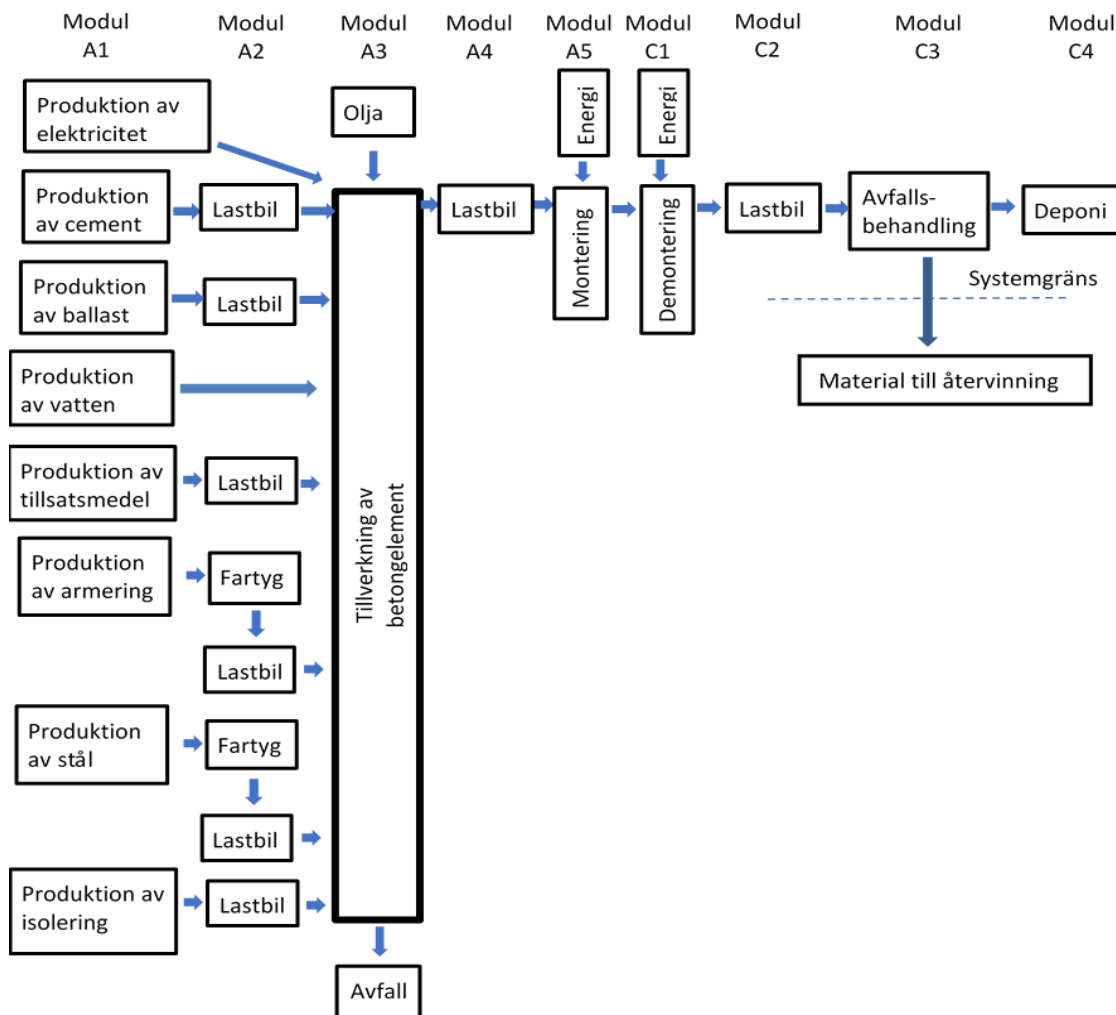 Modul
A1
Modul
A2
Modul
A3
Modul
A4
Modul
A5
Modul
C1
Modul
C2
Modul
C3
Modul
C4
Produktion av
elektricitet
Olja
Energi
Energi
Produktion
av cement
Lastbil
Lastbil
Montering
Demontering
Lastbil
Avfalls-
behandling
Deponi
Produktion
av ballast
Lastbil
Systemgräns
Produktion
av vatten
Material till återvinning
Produktion av
tillsatsmedel
Lastbil
Tillverkning av
betongelement
Produktion
av armering
Fartyg
Lastbil
Produktion
av stål
Fartyg
Lastbil
Produktion av
isolering
Lastbil
Avfall